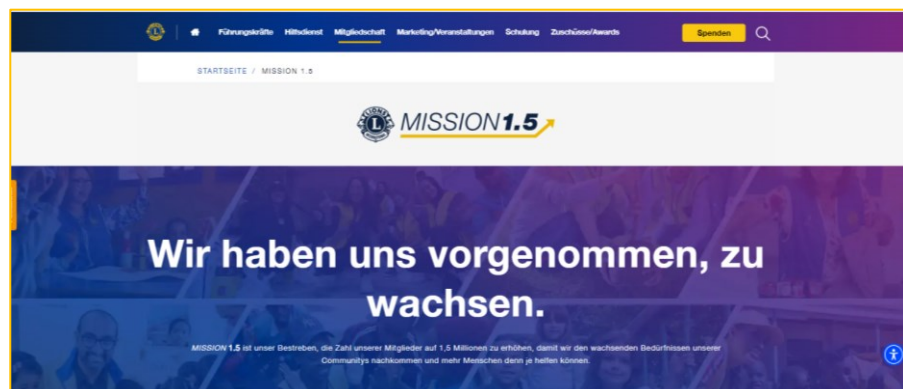 Führungskräfte Hilfsdienst Mitgliedschaft Marketing/Veranstaltungen Schulung Zuschüsse/Awards Spenden
STARTSEITE / MISSION 1.5
L MISSION 1.5
Wir haben uns vorgenommen, zu
wachsen.
MISSION 1.5 ist unser Bestreben, die Zahl unserer Mitglieder auf 1,5 Millionen zu erhöhen, damit wir den wachsenden Bedürfnissen unserer
Communitys nachkommen und mehr Menschen denn je helfen können.